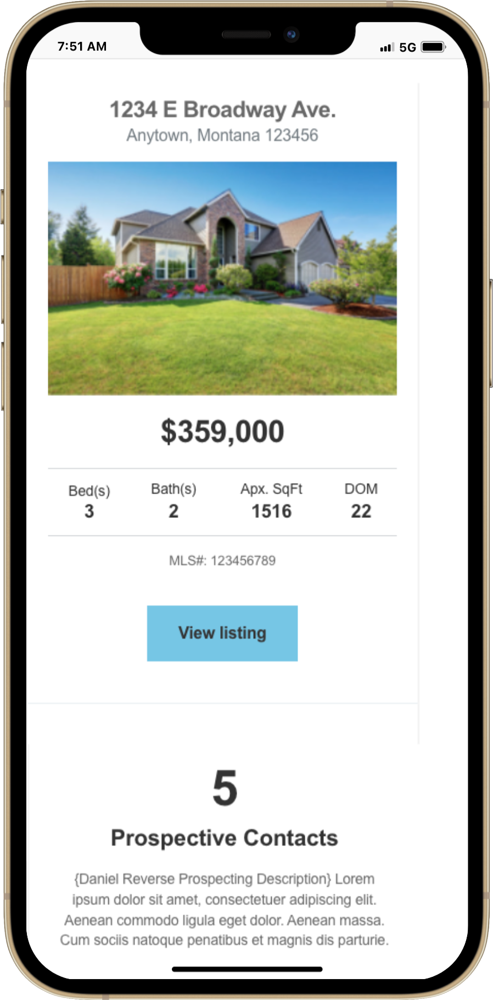 7:51 AM
5G
1234 E Broadway Ave.
Anytown, Montana 123456
$359,000
Bed(s) Bath(s) Apx. SqFt DOM
3 2 1516 22
MLS#: 123456789
View listing
5
Prospective Contacts
{Daniel Reverse Prospecting Description} Lorem
ipsum dolor sit amet, consectetuer adipiscing elit.
Aenean commodo ligula eget dolor. Aenean massa.
Cum sociis natoque penatibus et magnis dis parturie.